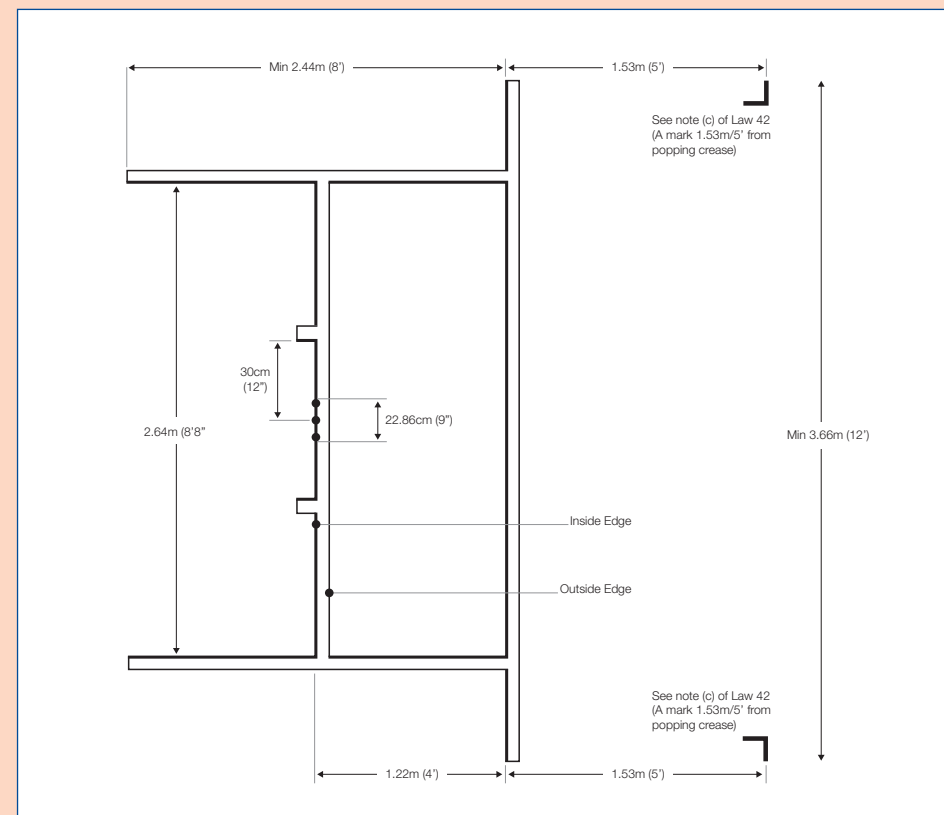 Min 2.44m (8’)
1.53m (5’)
See note (c) of Law 42
(A mark 1.53m/5’ from
popping crease)
30cm
(12”)
22.86cm (9”)
2.64m (8’8”
Min 3.66m (12’)
Inside Edge
Outside Edge
See note (c) of Law 42
(A mark 1.53m/5’ from
popping crease)
1.22m (4’)
1.53m (5’)